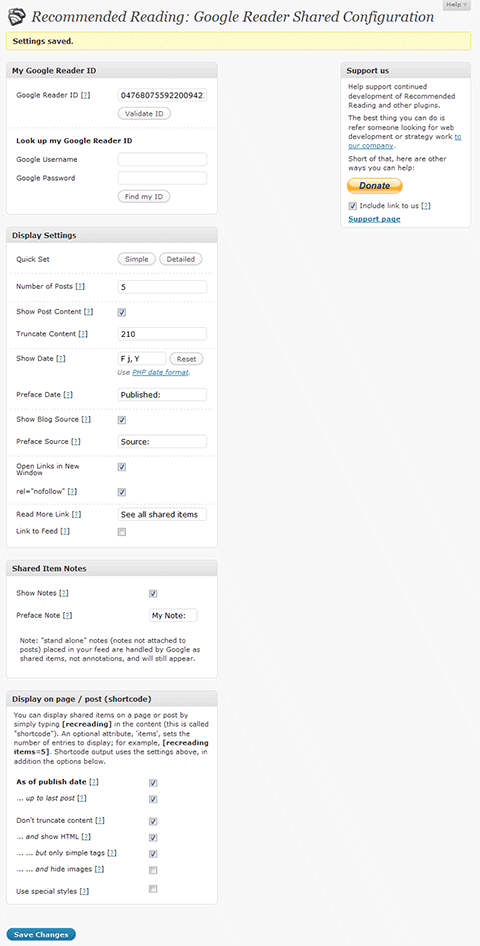 Help
Recommended Reading: Google Reader Shared Configuration
Settings saved.
My Google Reader ID
Google Reader ID [?] 04768075592200942
Validate ID
Look up my Google Reader ID
Google Username
Google Password
Find my ID
Support us
Help support continued
development of Recommended
Reading and other plugins.
The best thing you can do is
refer someone looking for web
development or strategy work to
our company.
Short of that, here are other
ways you can help:
Donate
Include link to us [?]
Support page
Display Settings
Quick Set Simple Detailed
Number of Posts [?] 5
Show Post Content [?]
Truncate Content [?] 210
Show Date [?] F j, Y Reset
Use PHP date format.
Preface Date [?] Published:
Show Blog Source [?]
Preface Source [?] Source:
Open Links in New
Window
rel="nofollow" [?]
Read More Link [?] See all shared items
Link to Feed [?]
Shared Item Notes
Show Notes [?]
Preface Note [?] My Note:
Note: "stand alone" notes (notes not attached to
posts) placed in your feed are handled by Google as
shared items, not annotations, and will still appear.
Display on page / post (shortcode)
You can display shared items on a page or post by
simply typing [recreading] in the content (this is called
"shortcode"). An optional attribute, 'items', sets the
number of entries to display; for example, [recreading
items=5]. Shortcode output uses the settings above, in
addition the options below.
As of publish date [?]
... up to last post [?]
Don't truncate content [?]
... and show HTML [?]
... ... but only simple tags [?]
... ... and hide images [?]
Use special styles [?]
Save Changes